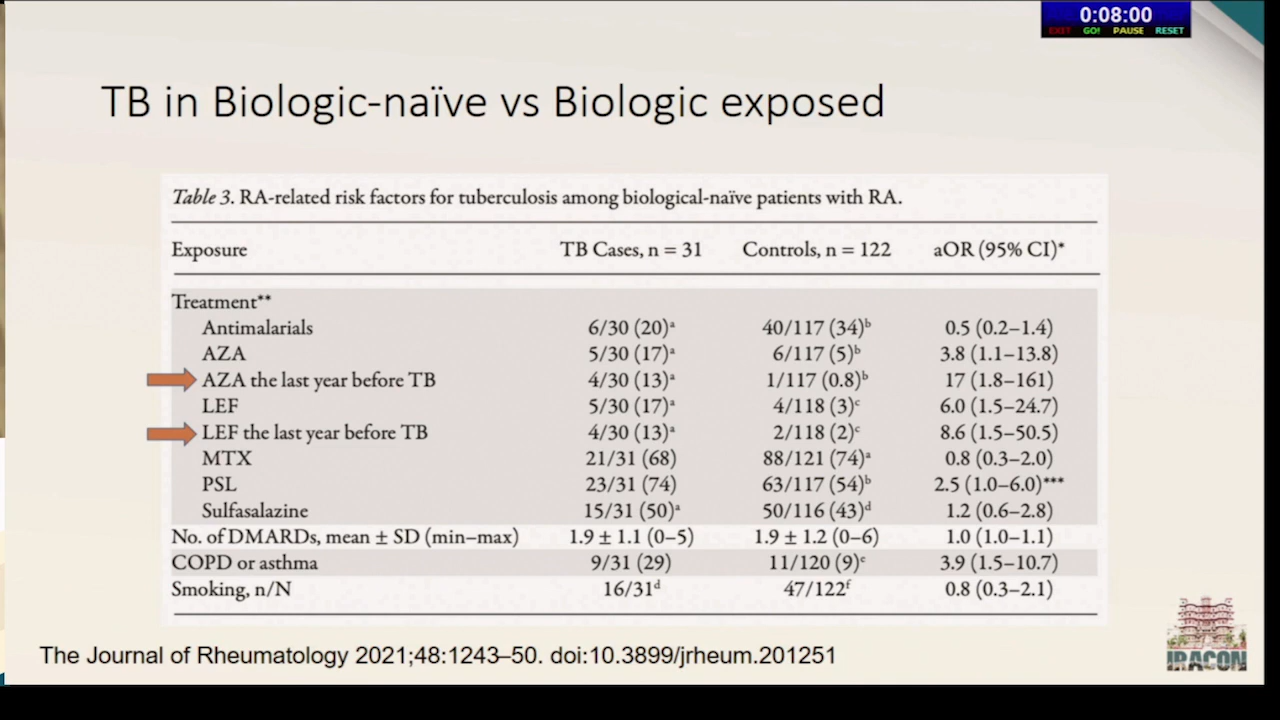 0:08:00
EXIT GO! PAUSE RESET
TB in Biologic-naïve vs Biologic exposed
Table 3. RA-related risk factors for tuberculosis among biological-naïve patients with RA.
Exposure TB Cases, n = 31 Controls, n = 122 aOR (95% CI)*
Treatment**
Antimalarials 6/30 (20)ᵃ 40/117 (34)ᵇ 0.5 (0.2–1.4)
AZA 5/30 (17)ᵃ 6/117 (5)ᵇ 3.8 (1.1–13.8)
AZA the last year before TB 4/30 (13)ᵃ 1/117 (0.8)ᵇ 17 (1.8–161)
LEF 5/30 (17)ᵃ 4/118 (3)ᶜ 6.0 (1.5–24.7)
LEF the last year before TB 4/30 (13)ᵃ 2/118 (2)ᶜ 8.6 (1.5–50.5)
MTX 21/31 (68) 88/121 (74)ᵃ 0.8 (0.3–2.0)
PSL 23/31 (74) 63/117 (54)ᵇ 2.5 (1.0–6.0)***
Sulfasalazine 15/31 (50)ᵃ 50/116 (43)ᵈ 1.2 (0.6–2.8)
No. of DMARDs, mean ± SD (min–max) 1.9 ± 1.1 (0–5) 1.9 ± 1.2 (0–6) 1.0 (1.0–1.1)
COPD or asthma 9/31 (29) 11/120 (9)ᵉ 3.9 (1.5–10.7)
Smoking, n/N 16/31ᵈ 47/122ᶠ 0.8 (0.3–2.1)
The Journal of Rheumatology 2021;48:1243–50. doi:10.3899/jrheum.201251
IRACON